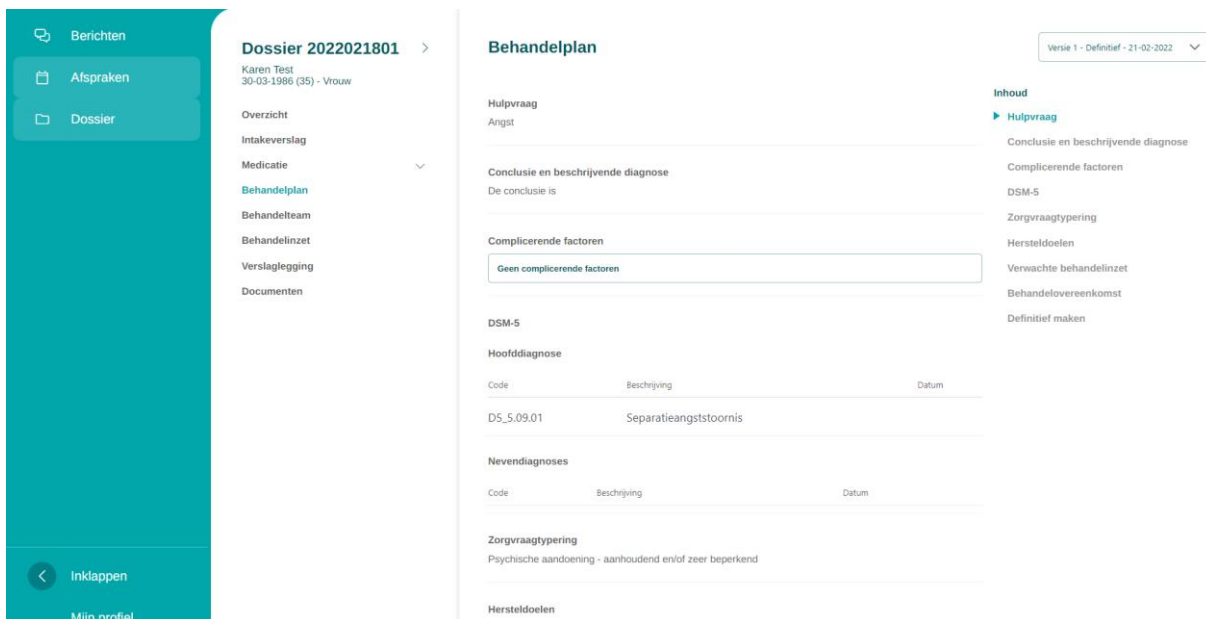 Berichten
Afspraken
Dossier
Inklappen
Mijn profiel
Dossier 2022021801
Karen Test
30-03-1986 (35) - Vrouw
Overzicht
Intakeverslag
Medicatie
Behandelplan
Behandelteam
Behandelinzet
Verslaglegging
Documenten
Behandelplan
Versie 1 - Definitief - 21-02-2022
Hulpvraag
Angst
Conclusie en beschrijvende diagnose
De conclusie is
Complicerende factoren
Geen complicerende factoren
DSM-5
Hoofddiagnose
Code Beschrijving Datum
D5_5.09.01 Separatieangststoornis
Nevendiagnoses
Code Beschrijving Datum
Zorgvraagtypering
Psychische aandoening - aanhoudend en/of zeer beperkend
Hersteldoelen
Inhoud
Hulpvraag
Conclusie en beschrijvende diagnose
Complicerende factoren
DSM-5
Zorgvraagtypering
Hersteldoelen
Verwachte behandelinzet
Behandelovereenkomst
Definitief maken